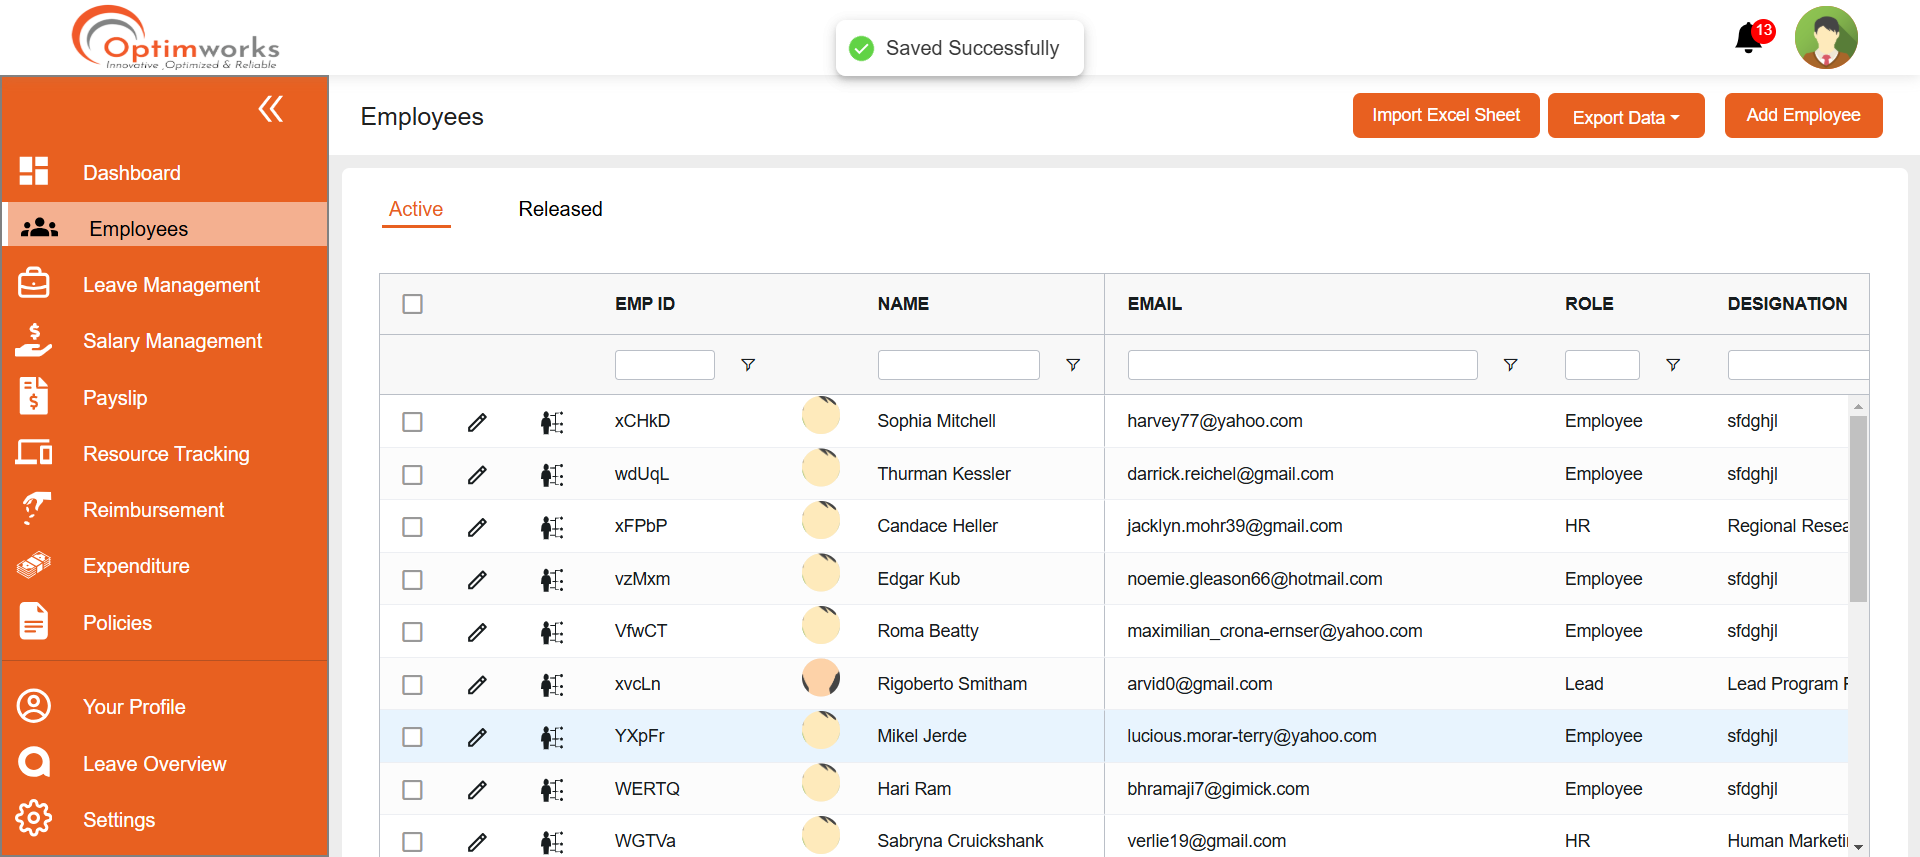 Optimworks
Innovative ,Optimized & Reliable
Saved Successfully
13
Employees
Import Excel Sheet
Export Data
Add Employee
Dashboard
Employees
Leave Management
Salary Management
Payslip
Resource Tracking
Reimbursement
Expenditure
Policies
Your Profile
Leave Overview
Settings
Active Released
EMP ID NAME EMAIL ROLE DESIGNATION
xCHkD Sophia Mitchell harvey77@yahoo.com Employee sfdghjl
wdUqL Thurman Kessler darrick.reichel@gmail.com Employee sfdghjl
xFPbP Candace Heller jacklyn.mohr39@gmail.com HR Regional Resea
vzMxm Edgar Kub noemie.gleason66@hotmail.com Employee sfdghjl
VfwCT Roma Beatty maximilian_crona-ernser@yahoo.com Employee sfdghjl
xvcLn Rigoberto Smitham arvid0@gmail.com Lead Lead Program
YXpFr Mikel Jerde lucious.morar-terry@yahoo.com Employee sfdghjl
WERTQ Hari Ram bhramaji7@gimick.com Employee sfdghjl
WGTVa Sabryna Cruickshank verlie19@gmail.com HR Human Marketi